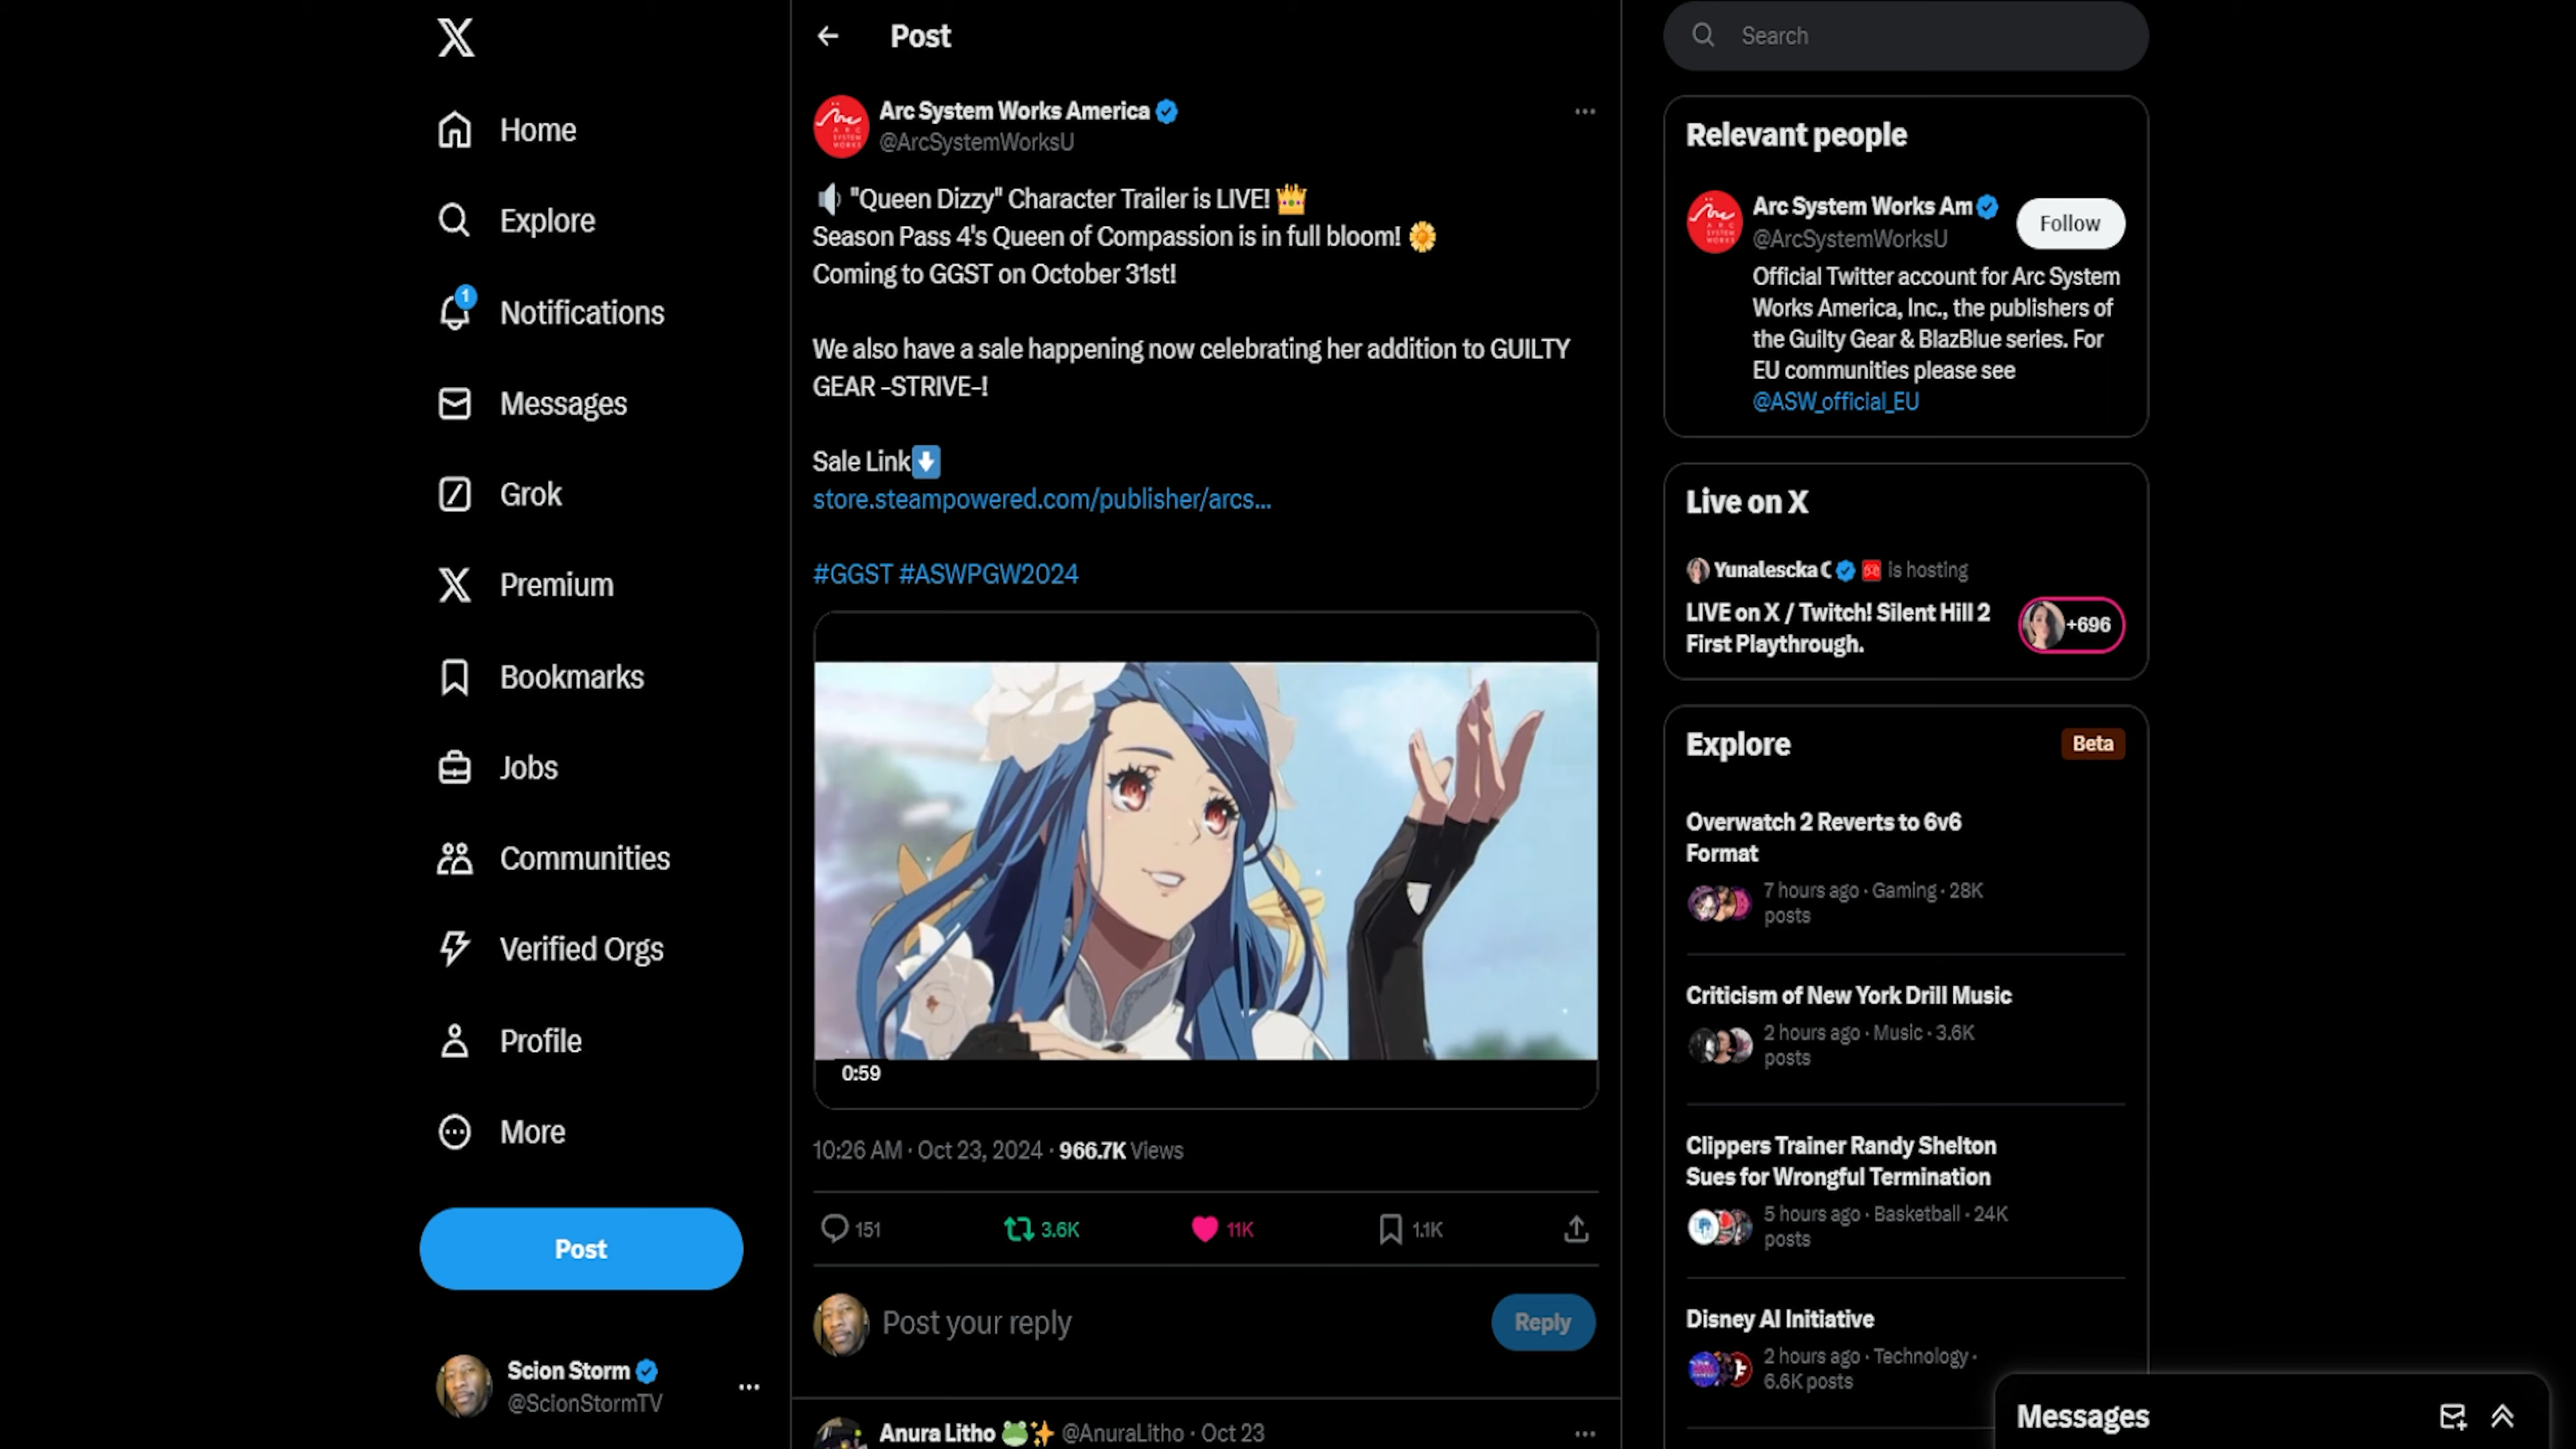 Home
Explore
1
Notifications
Messages
Grok
Premium
Bookmarks
Jobs
Communities
Verified Orgs
Profile
More
Post
Scion Storm
@ScionStormTV
Post
Arc System Works America
@ArcSystemWorksU
"Queen Dizzy" Character Trailer is LIVE!
Season Pass 4's Queen of Compassion is in full bloom!
Coming to GGST on October 31st!
We also have a sale happening now celebrating her addition to GUILTY
GEAR -STRIVE-!
Sale Link
store.steampowered.com/publisher/arcs...
#GGST #ASWPGW2024
0:59
10:26 AM · Oct 23, 2024 · 966.7K Views
151 3.6K 11K 1.1K
Post your reply
Reply
Anura Litho @AnuraLitho · Oct 23
Search
Relevant people
Arc System Works Am
@ArcSystemWorksU
Follow
Official Twitter account for Arc System
Works America, Inc., the publishers of
the Guilty Gear & BlazBlue series. For
EU communities please see
@ASW_official_EU
Live on X
Yunalescka C is hosting
LIVE on X / Twitch! Silent Hill 2
First Playthrough.
+696
Explore
Beta
Overwatch 2 Reverts to 6v6
Format
7 hours ago · Gaming · 28K
posts
Criticism of New York Drill Music
2 hours ago · Music · 3.6K
posts
Clippers Trainer Randy Shelton
Sues for Wrongful Termination
5 hours ago · Basketball · 24K
posts
Disney AI Initiative
2 hours ago · Technology ·
6.6K posts
Messages